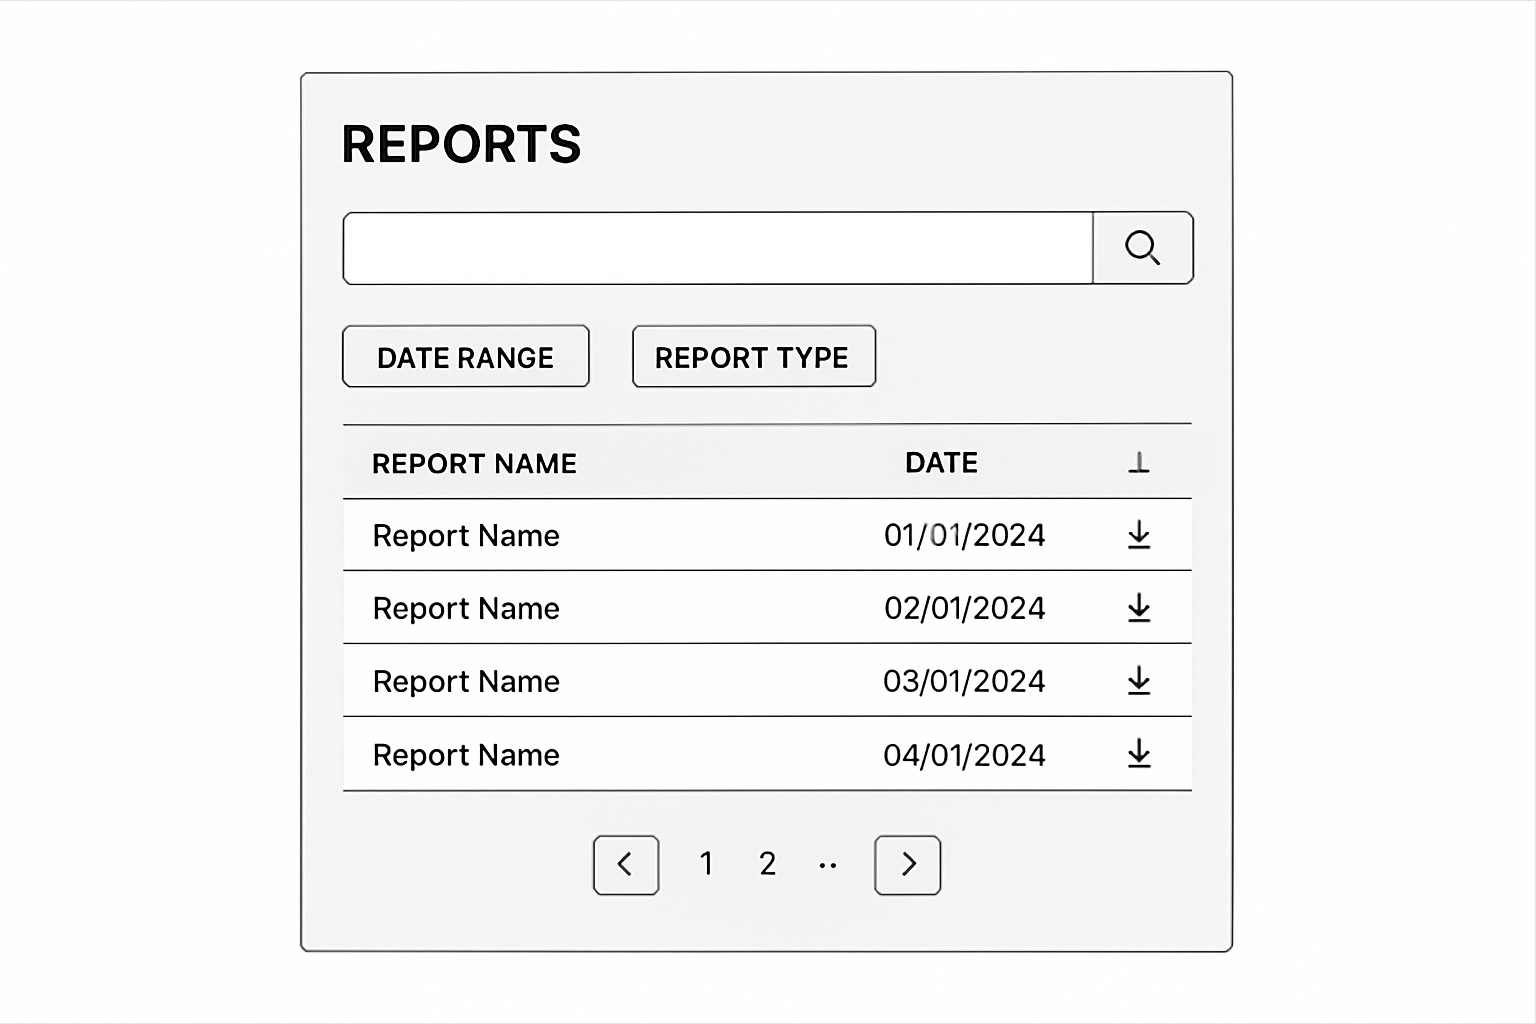 REPORTS
DATE RANGE REPORT TYPE
REPORT NAME DATE
Report Name 01/01/2024
Report Name 02/01/2024
Report Name 03/01/2024
Report Name 04/01/2024
1 2 ..